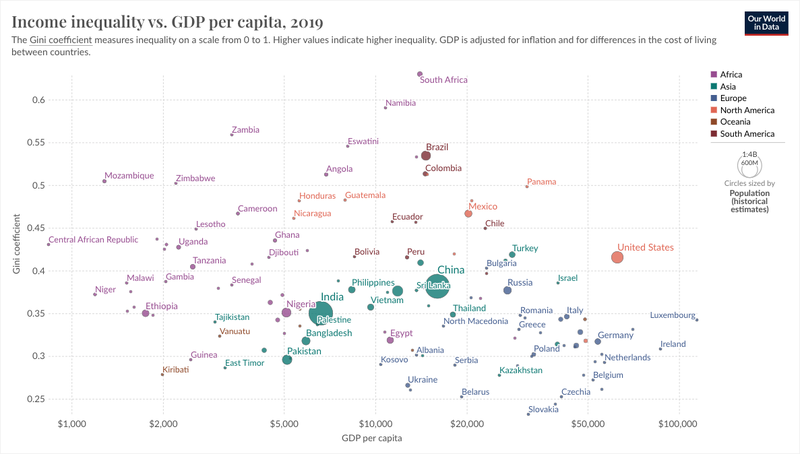 Income inequality vs. GDP per capita, 2019
The Gini coefficient measures inequality on a scale from 0 to 1. Higher values indicate higher inequality. GDP is adjusted for inflation and for differences in the cost of living
between countries.
Our World
in Data
South Africa
Namibia
0.6
Zambia
0.55
Eswatini
Brazil
Mozambique
Zimbabwe
Angola
Colombia
0.5
Panama
Honduras
Guatemala
Cameroon
Nicaragua
Mexico
Lesotho
Ecuador
Chile
0.45
Central African Republic
Uganda
Ghana
Djibouti
Bolivia
Peru
Turkey
United States
Tanzania
Bulgaria
0.4
Niger
Malawi
Gambia
Senegal
Philippines
China
Sri Lanka
Russia
Israel
India
Vietnam
0.35
Ethiopia
Nigeria
Palestine
Thailand
Romania
Italy
Luxembourg
Tajikistan
Vanuatu
Bangladesh
Egypt
North Macedonia
Greece
Germany
0.3
Guinea
East Timor
Pakistan
Kosovo
Albania
Serbia
Poland
Netherlands
Ireland
Kiribati
Kazakhstan
Belgium
Ukraine
Belarus
Czechia
0.25
Slovakia
$1,000
$2,000
$5,000
$10,000
$20,000
$50,000
$100,000
GDP per capita
Gini coefficient
Africa
Asia
Europe
North America
Oceania
South America
1:4B
600M
Circles sized by
Population
(historical
estimates)